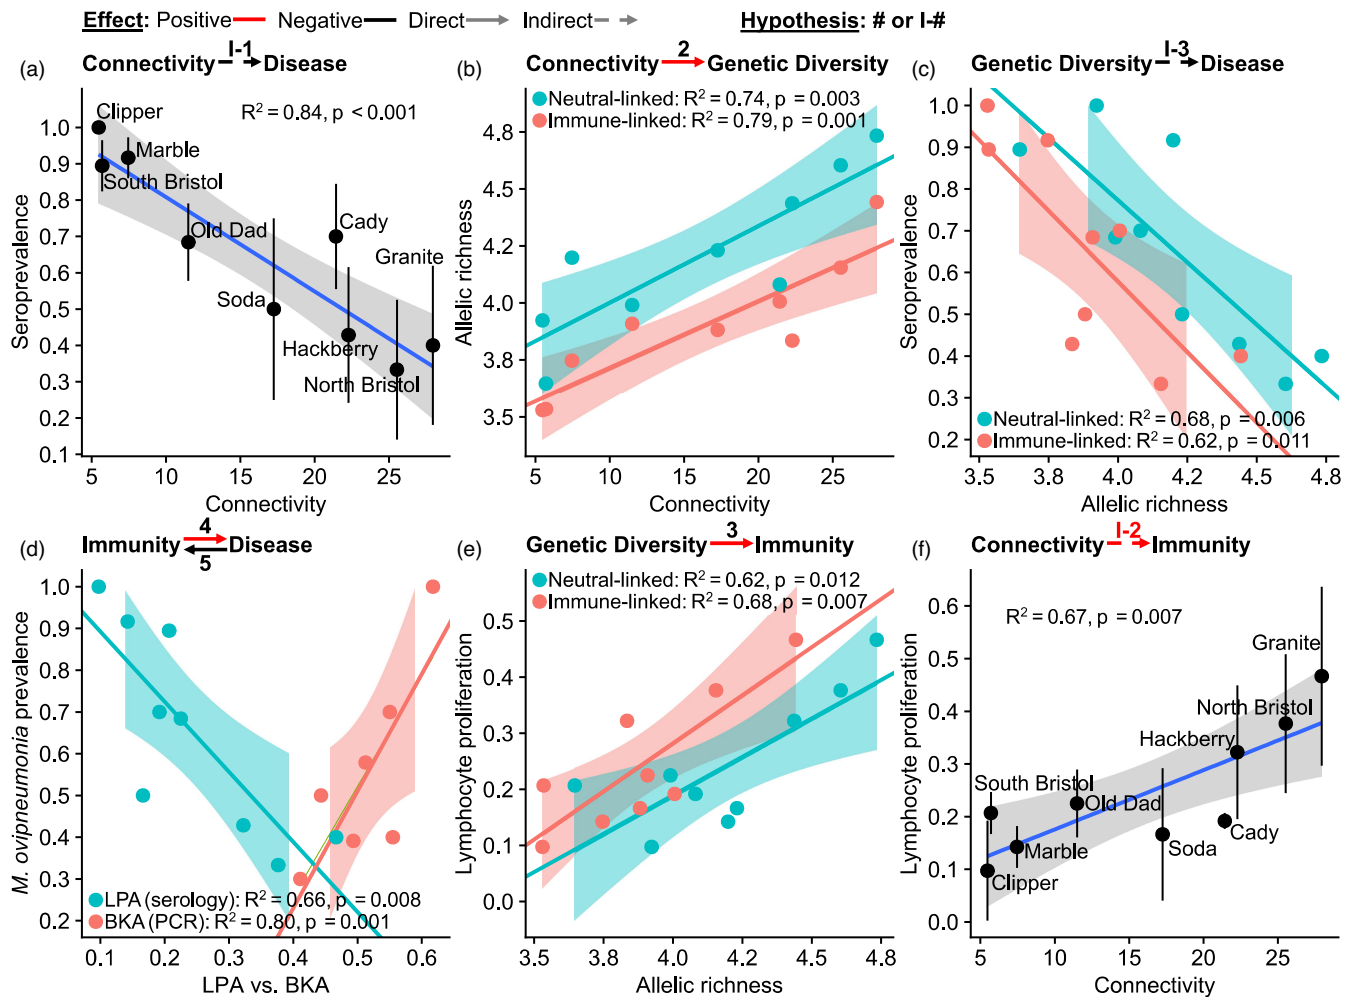 Effect: Positive Negative Direct Indirect Hypothesis: # or I-#
(a) Connectivity I-1 Disease
R² = 0.84, p < 0.001
Clipper
Marble
South Bristol
Old Dad
Cady
Granite
Soda
Hackberry
North Bristol
Seroprevalence
1.0
0.9
0.8
0.7
0.6
0.5
0.4
0.3
0.2
0.1
5 10 15 20 25
Connectivity
(b) Connectivity 2 Genetic Diversity
Neutral-linked: R² = 0.74, p = 0.003
Immune-linked: R² = 0.79, p = 0.001
Allelic richness
4.8
4.5
4.2
4.0
3.8
3.5
5 10 15 20 25
Connectivity
(c) Genetic Diversity I-3 Disease
Seroprevalence
1.0
0.9
0.8
0.7
0.6
0.5
0.4
0.3
0.2
Neutral-linked: R² = 0.68, p = 0.006
Immune-linked: R² = 0.62, p = 0.011
3.5 3.8 4.0 4.2 4.5 4.8
Allelic richness
(d) Immunity 4 5 Disease
M. ovipneumonia prevalence
1.0
0.9
0.8
0.7
0.6
0.5
0.4
0.3
0.2
LPA (serology): R² = 0.66, p = 0.008
BKA (PCR): R² = 0.80, p = 0.001
0.1 0.2 0.3 0.4 0.5 0.6
LPA vs. BKA
(e) Genetic Diversity 3 Immunity
Neutral-linked: R² = 0.62, p = 0.012
Immune-linked: R² = 0.68, p = 0.007
Lymphocyte proliferation
0.5
0.4
0.3
0.2
0.1
0.0
3.5 3.8 4.0 4.2 4.5 4.8
Allelic richness
(f) Connectivity I-2 Immunity
R² = 0.67, p = 0.007
Granite
North Bristol
Hackberry
South Bristol
Old Dad
Cady
Soda
Marble
Clipper
Lymphocyte proliferation
0.6
0.5
0.4
0.3
0.2
0.1
0.0
5 10 15 20 25
Connectivity